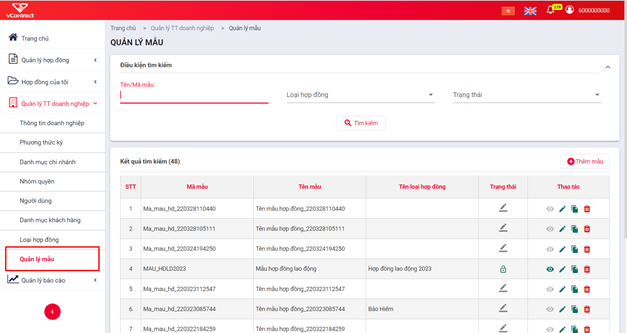 vContract
239
6000000000
Trang chủ
Quản lý hợp đồng
Hợp đồng của tôi
Quản lý TT doanh nghiệp
Thông tin doanh nghiệp
Phương thức ký
Danh mục chi nhánh
Nhóm quyền
Người dùng
Danh mục khách hàng
Loại hợp đồng
Quản lý mẫu
Quản lý báo cáo
Trang chủ > Quản lý TT doanh nghiệp > Quản lý mẫu
QUẢN LÝ MẪU
Điều kiện tìm kiếm
Tên/Mã mẫu
Loại hợp đồng
Trạng thái
Tìm kiếm
Kết quả tìm kiếm (48)
Thêm mẫu
STT Mã mẫu Tên mẫu Tên loại hợp đồng Trạng thái Thao tác
1 Ma_mau_hd_220328110440 Tên mẫu hợp đồng_220328110440
2 Ma_mau_hd_220328105111 Tên mẫu hợp đồng_220328105111
3 Ma_mau_hd_220324194250 Tên mẫu hợp đồng_220324194250
4 MAU_HDLD2023 Mẫu hợp đồng lao động Hợp đồng lao động 2023
5 Ma_mau_hd_220323112547 Tên mẫu hợp đồng_220323112547
6 Ma_mau_hd_220323085744 Tên mẫu hợp đồng_220323085744 Bảo Hiểm
7 Ma_mau_hd_220322184259 Tên mẫu hợp đồng_220322184259